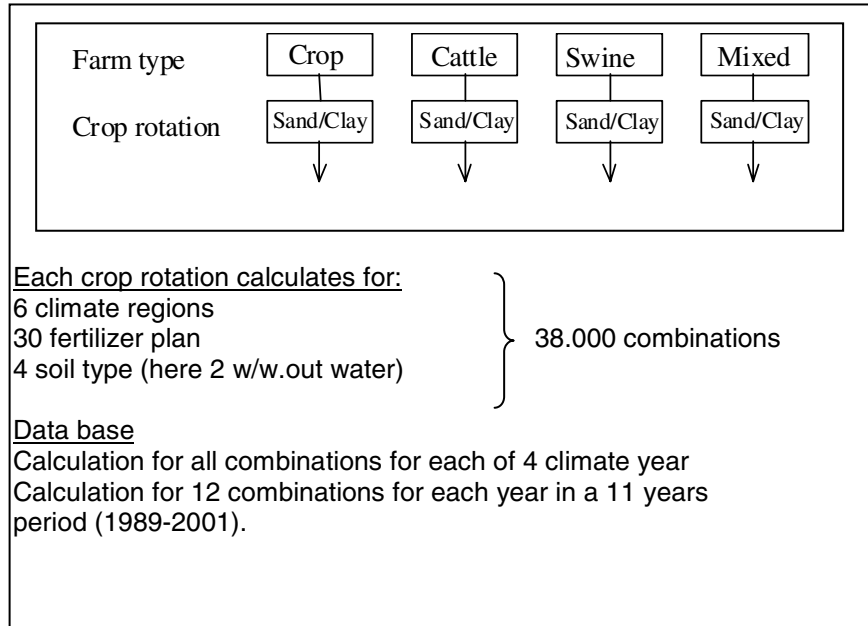 Farm type Crop Cattle Swine Mixed
Crop rotation Sand/Clay Sand/Clay Sand/Clay Sand/Clay
Each crop rotation calculates for:
6 climate regions
30 fertilizer plan
38.000 combinations
4 soil type (here 2 w/w.out water)
Data base
Calculation for all combinations for each of 4 climate year
Calculation for 12 combinations for each year in a 11 years
period (1989-2001).